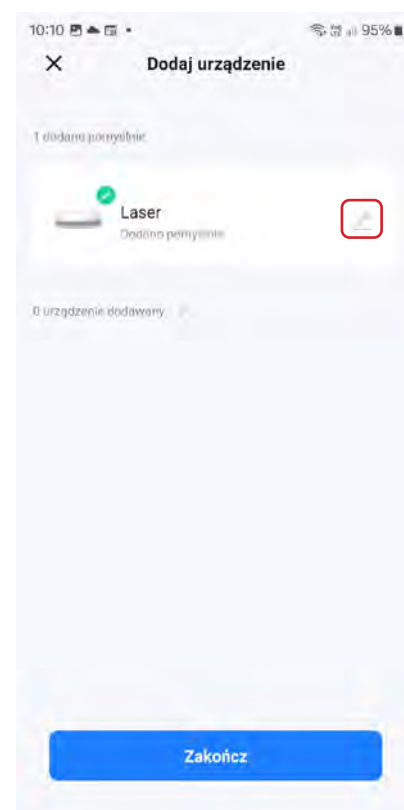 10:10 95%
Dodaj urządzenie
1 dodano pomyślnie
Laser
Dodano pomyślnie
0 urządzenie dodawany
Zakończ